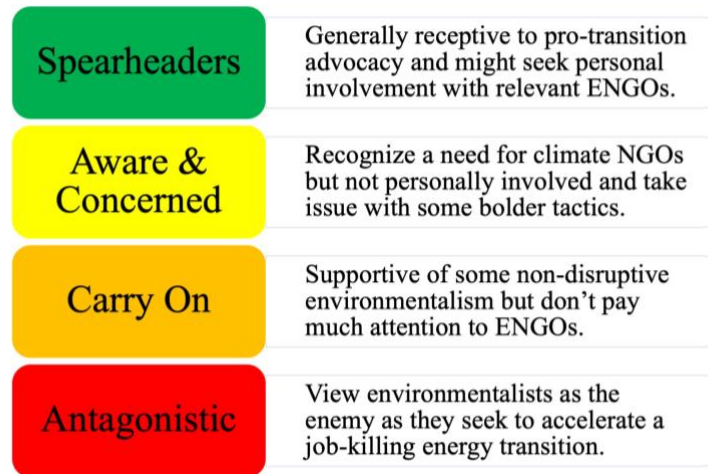 Spearheaders
Generally receptive to pro-transition
advocacy and might seek personal
involvement with relevant ENGOs.
Aware &
Concerned
Recognize a need for climate NGOs
but not personally involved and take
issue with some bolder tactics.
Carry On
Supportive of some non-disruptive
environmentalism but don’t pay
much attention to ENGOs.
Antagonistic
View environmentalists as the
enemy as they seek to accelerate a
job-killing energy transition.